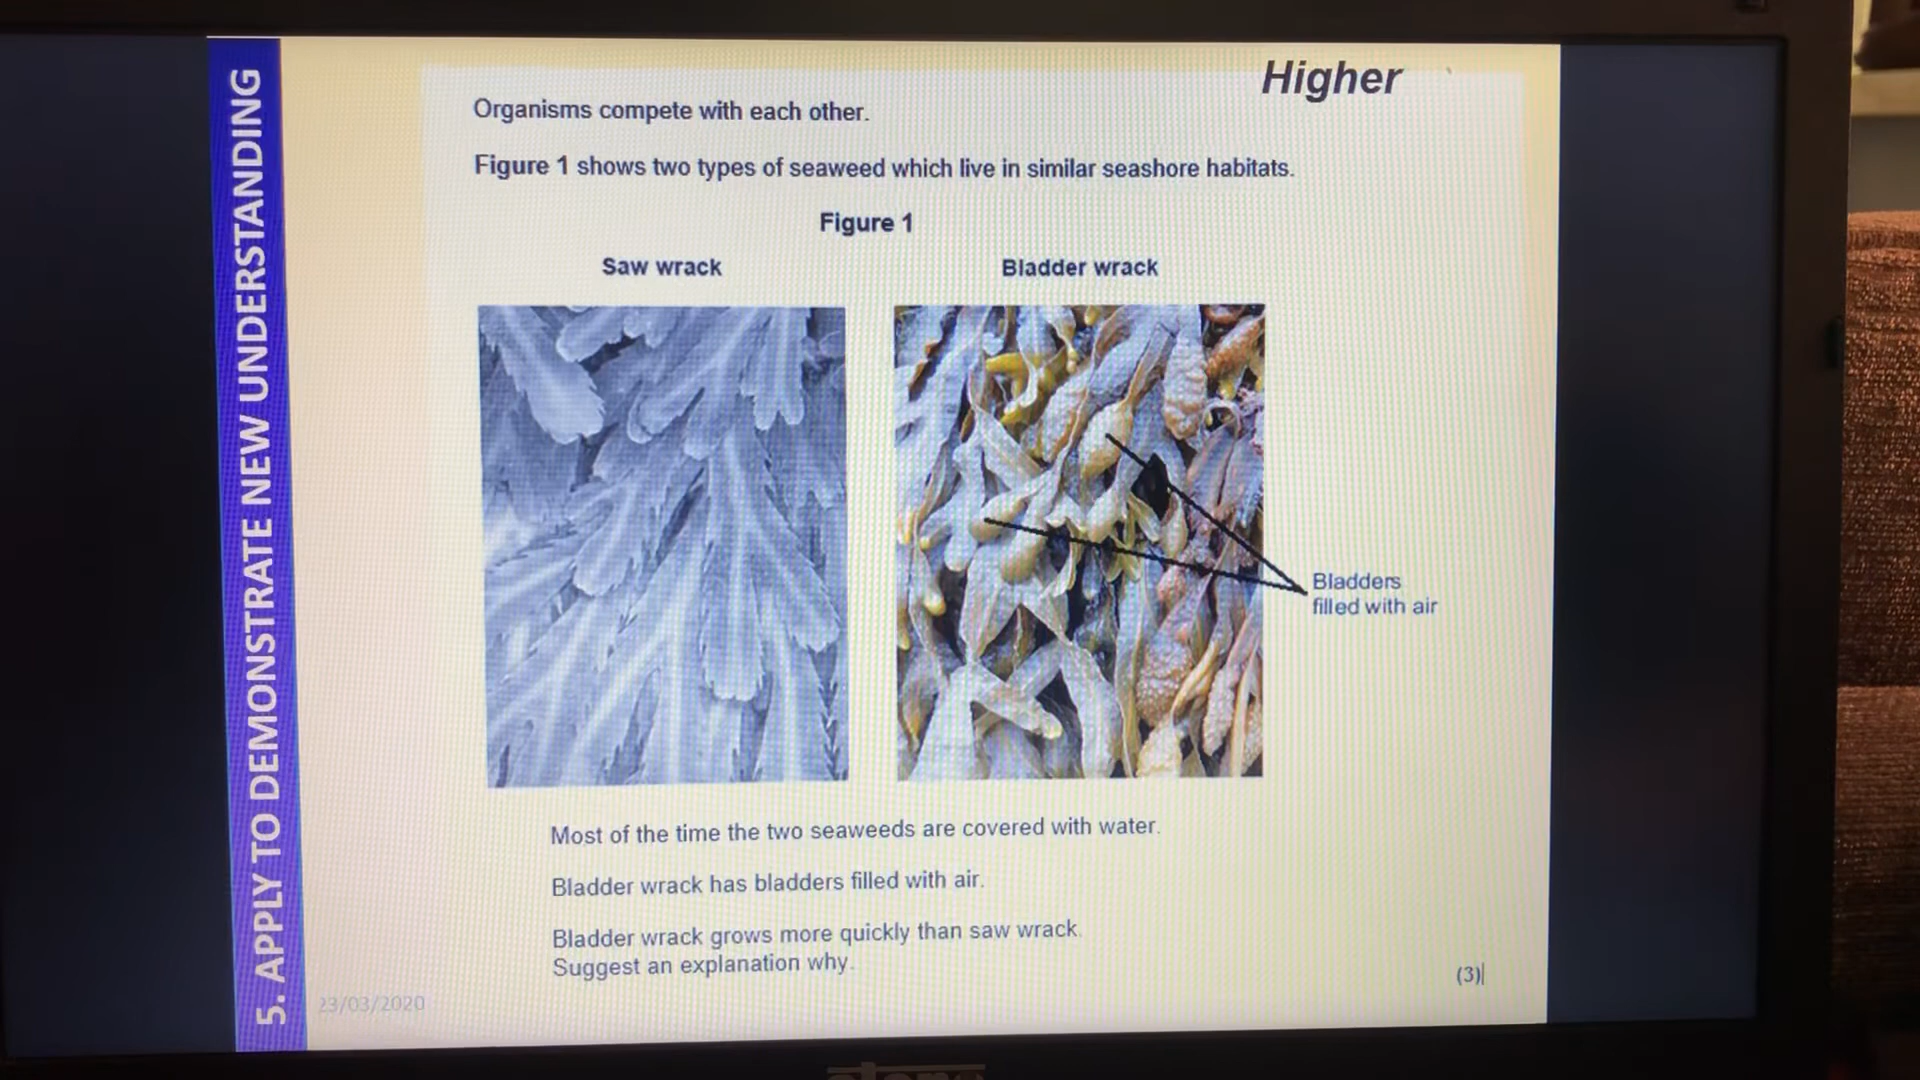 5. APPLY TO DEMONSTRATE NEW UNDERSTANDING
Higher
Organisms compete with each other.
Figure 1 shows two types of seaweed which live in similar seashore habitats.
Figure 1
Saw wrack
Bladder wrack
Bladders
filled with air
Most of the time the two seaweeds are covered with water.
Bladder wrack has bladders filled with air.
Bladder wrack grows more quickly than saw wrack.
Suggest an explanation why.
(3)
23/03/2020